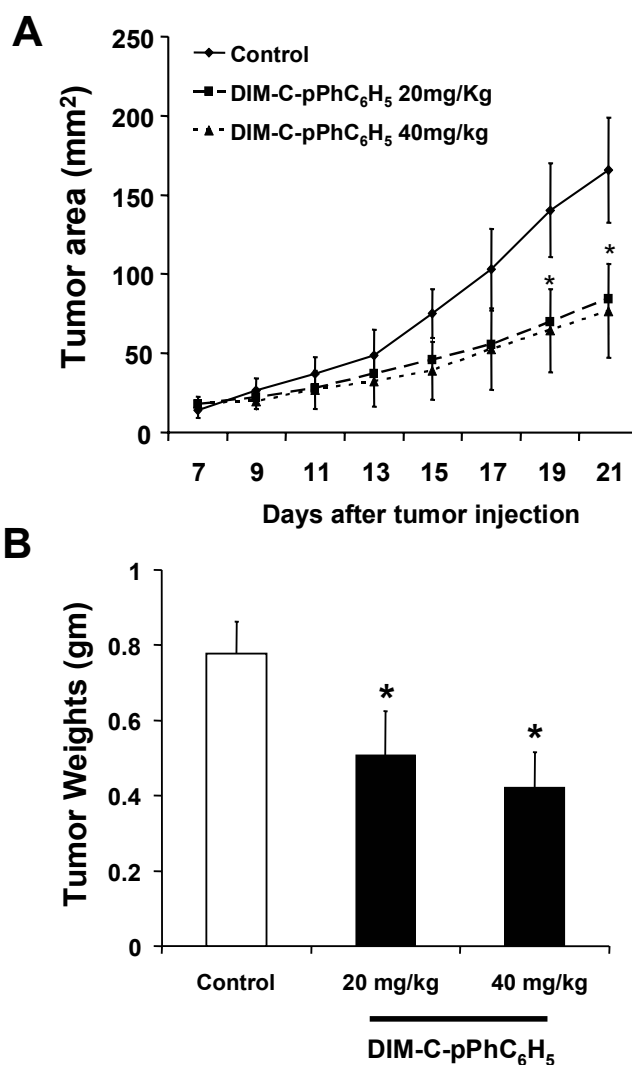 A
250
200
150
100
50
0
Tumor area (mm²)
Control
DIM-C-pPhC₆H₅ 20mg/Kg
DIM-C-pPhC₆H₅ 40mg/kg
*
*
7 9 11 13 15 17 19 21
Days after tumor injection
B
1
0.8
0.6
0.4
0.2
0
Tumor Weights (gm)
*
*
Control 20 mg/kg 40 mg/kg
DIM-C-pPhC₆H₅